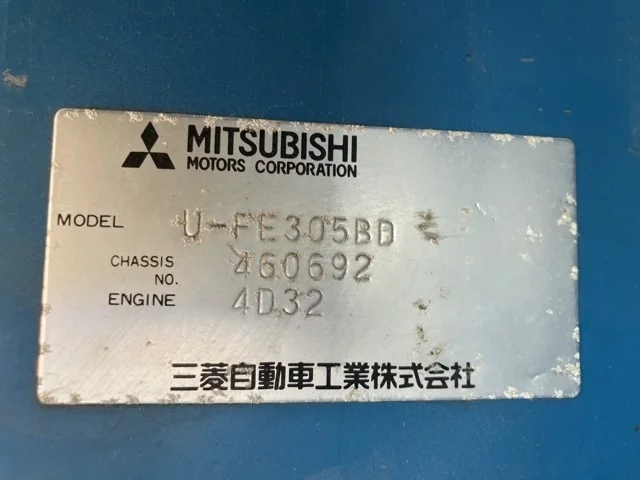 MITSUBISHI
MOTORS CORPORATION
MODEL U-FE305BD
CHASSIS NO. 460692
ENGINE 4D32
三菱自動車工業株式会社